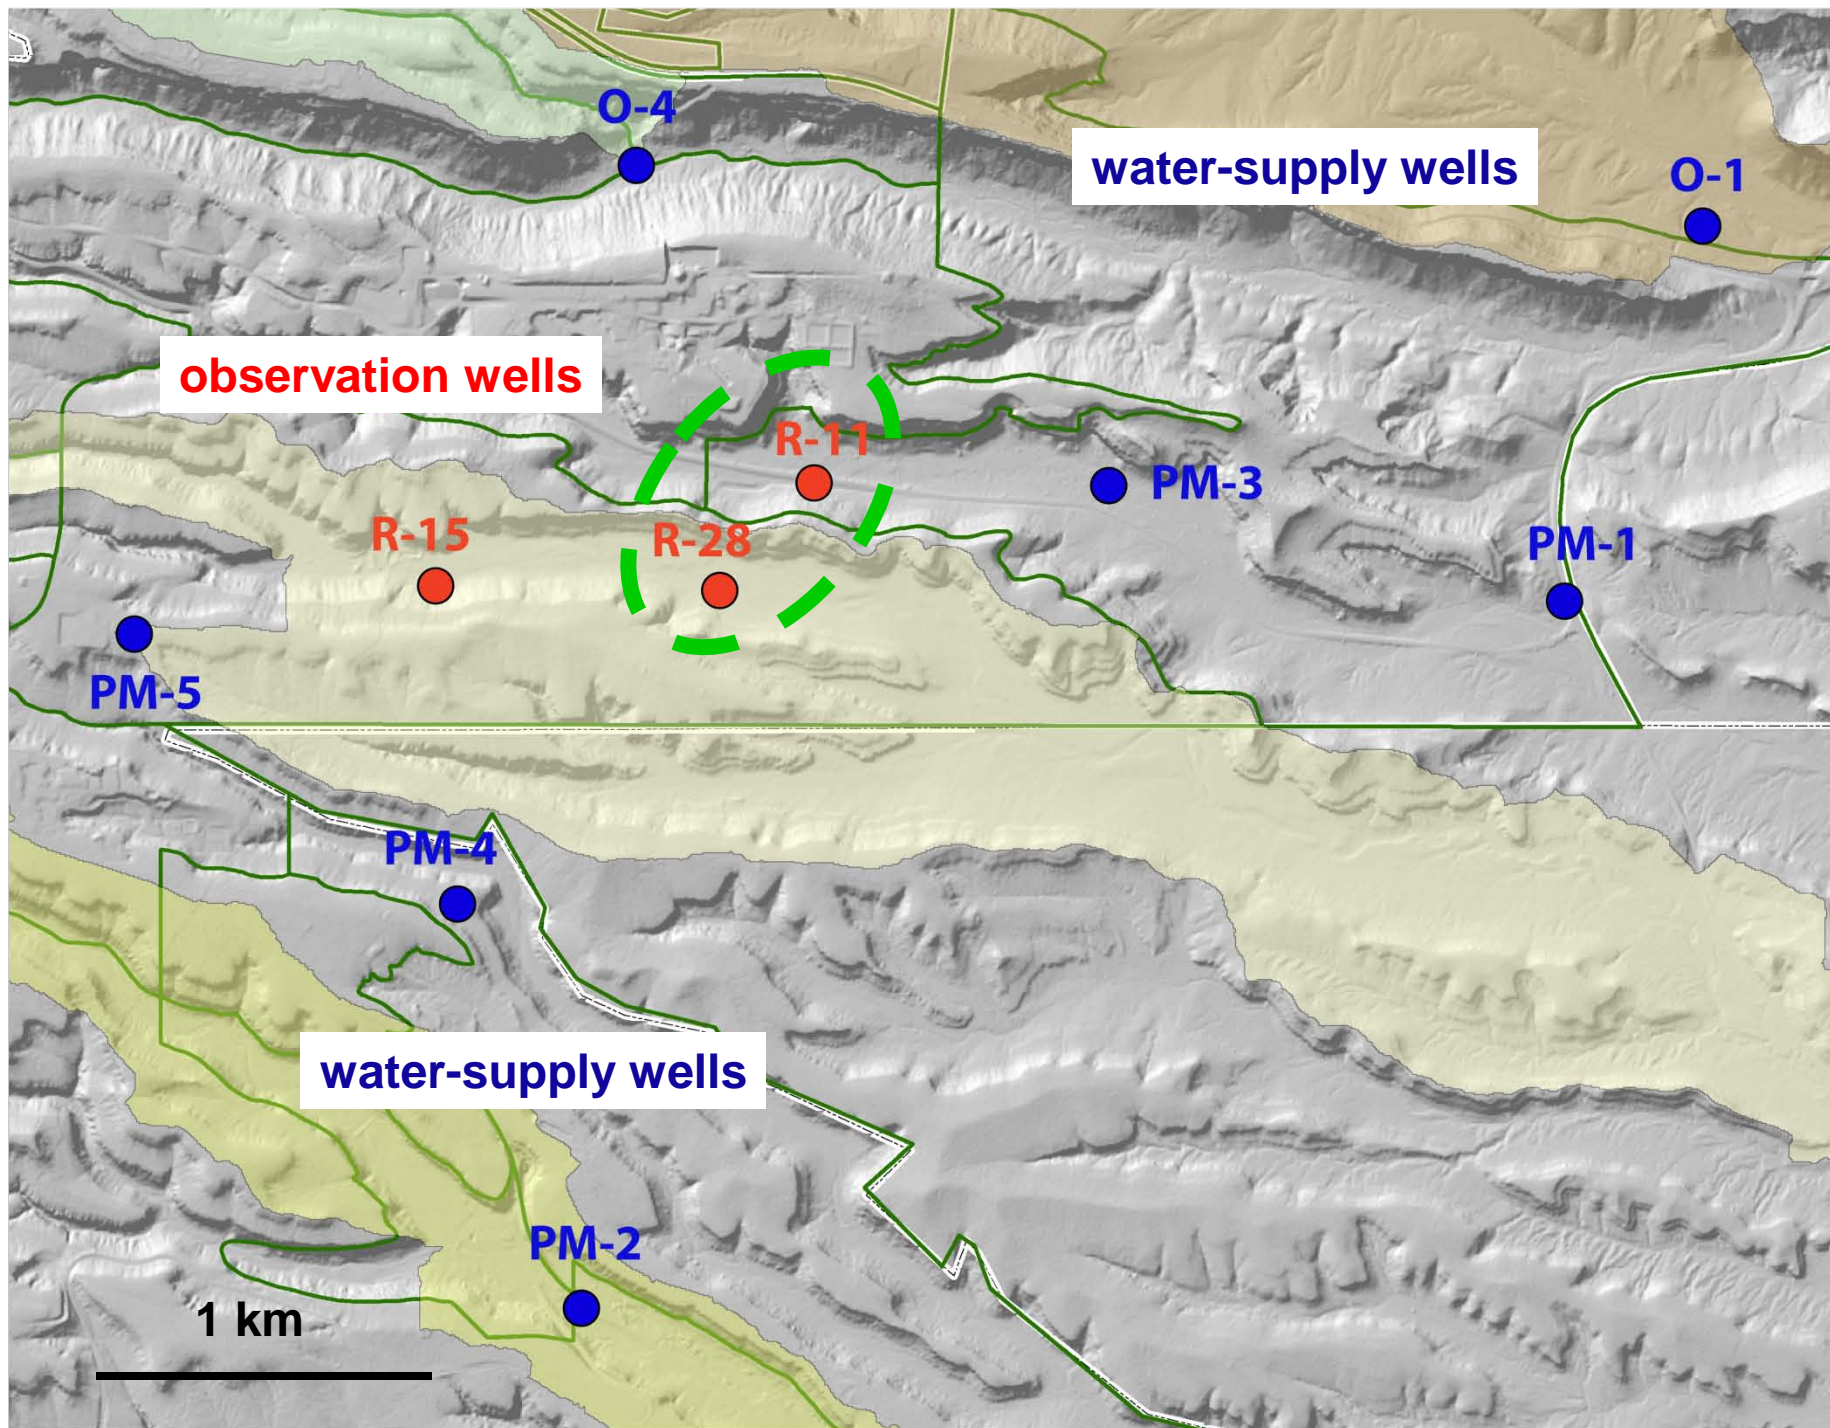 O-4
water-supply wells
O-1
observation wells
R-11
PM-3
R-15
R-28
PM-1
PM-5
PM-4
water-supply wells
PM-2
1 km